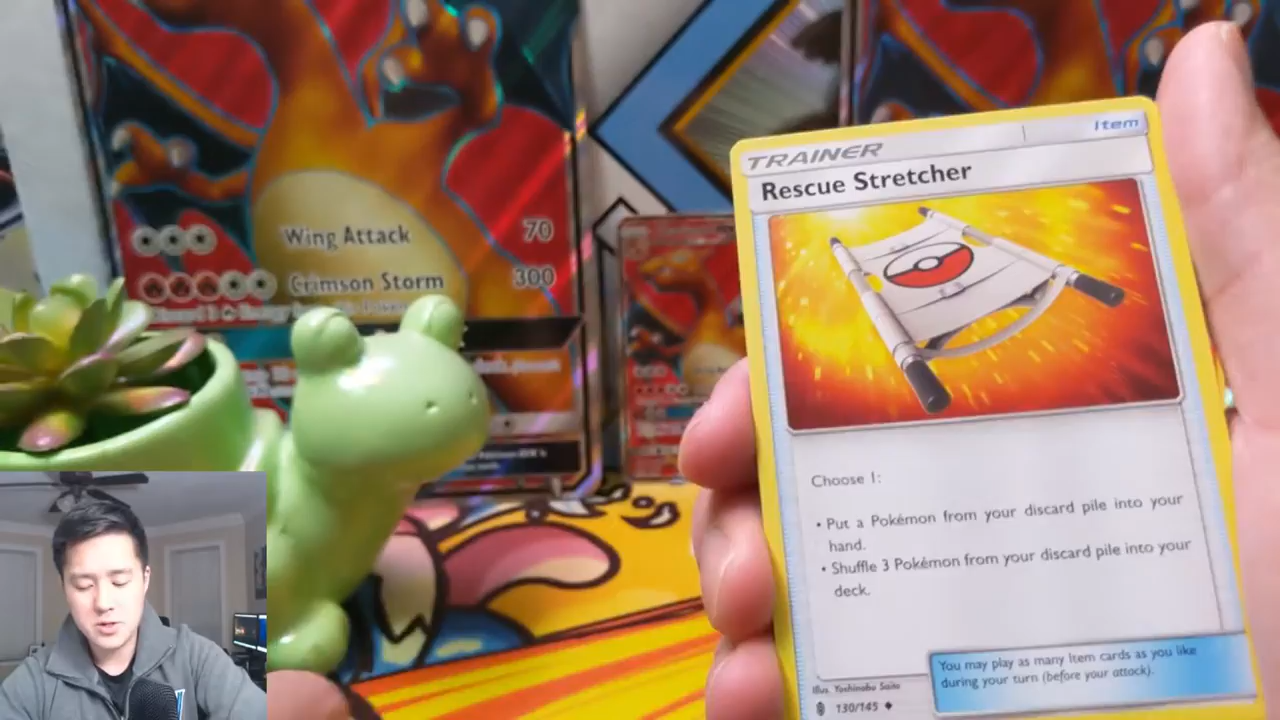 Wing Attack 70
Crimson Storm 300
TRAINER
Item
Rescue Stretcher
Choose 1:
• Put a Pokémon from your discard pile into your
hand.
• Shuffle 3 Pokémon from your discard pile into your
deck.
You may play as many Item cards as you like
during your turn (before your attack).
Illus. Yoshinobu Saito
130/145